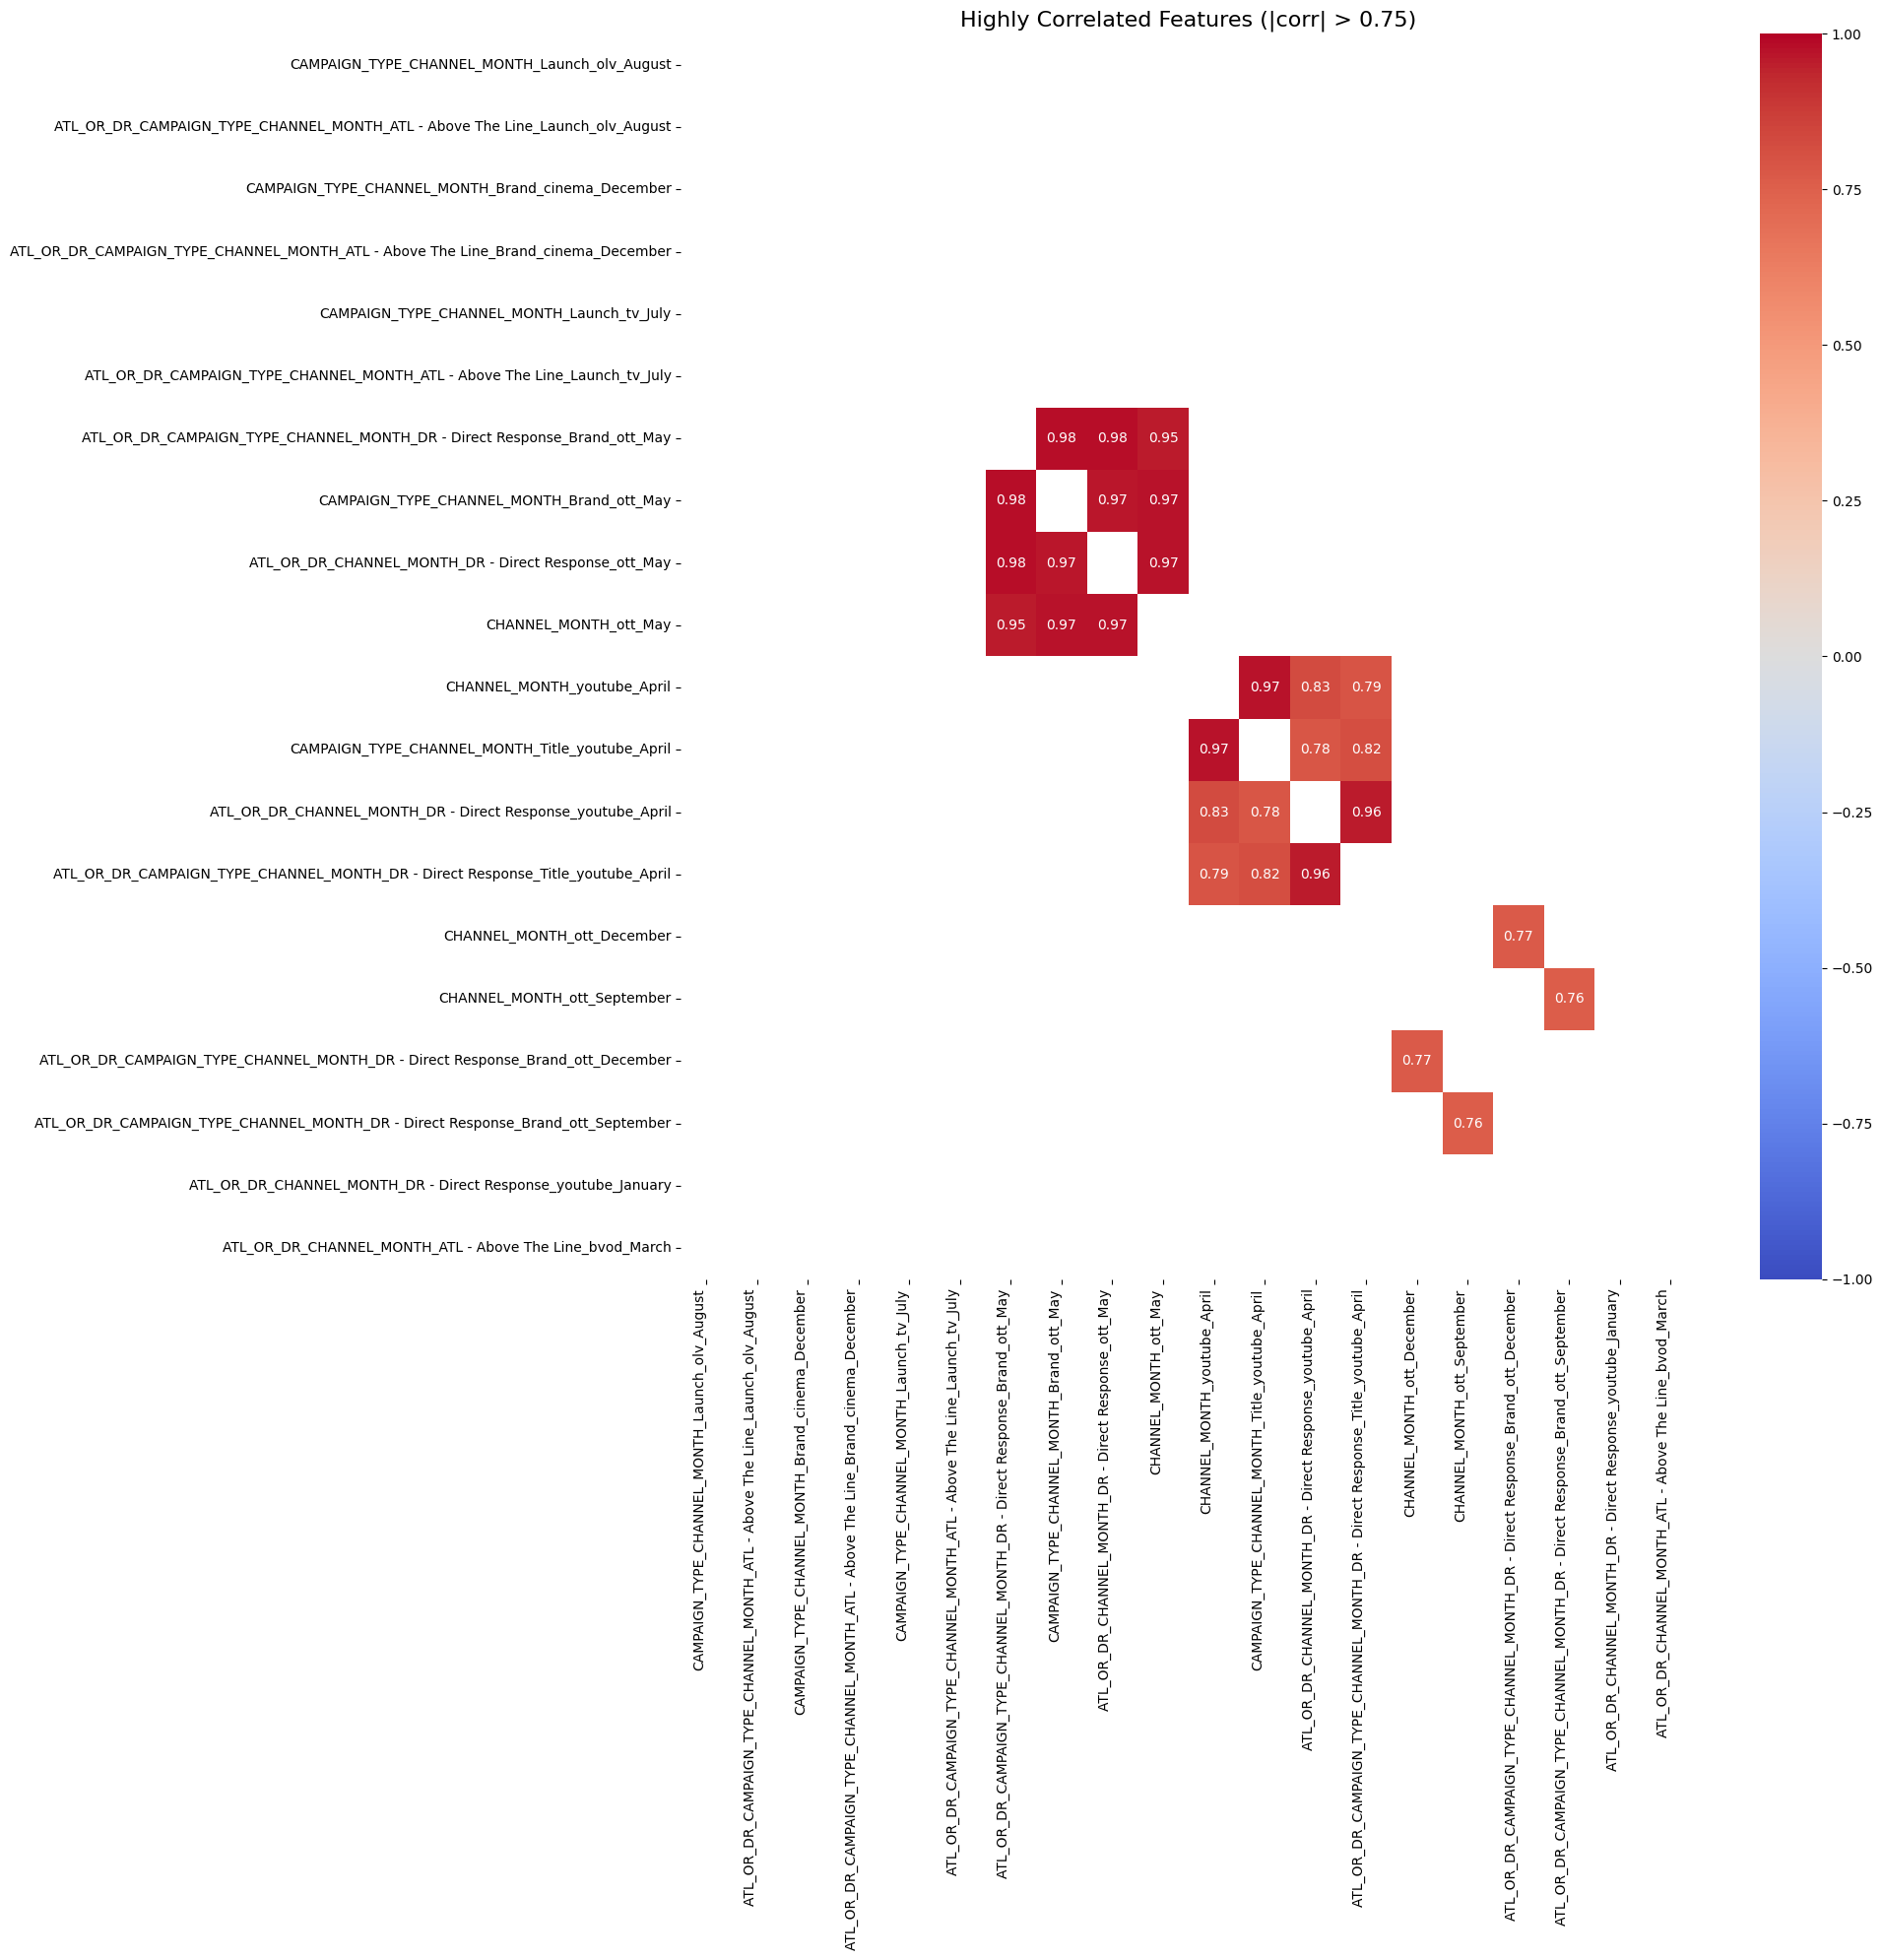 Highly Correlated Features (|corr| > 0.75)
CAMPAIGN_TYPE_CHANNEL_MONTH_Launch_olv_August
ATL_OR_DR_CAMPAIGN_TYPE_CHANNEL_MONTH_ATL - Above The Line_Launch_olv_August
CAMPAIGN_TYPE_CHANNEL_MONTH_Brand_cinema_December
ATL_OR_DR_CAMPAIGN_TYPE_CHANNEL_MONTH_ATL - Above The Line_Brand_cinema_December
CAMPAIGN_TYPE_CHANNEL_MONTH_Launch_tv_July
ATL_OR_DR_CAMPAIGN_TYPE_CHANNEL_MONTH_ATL - Above The Line_Launch_tv_July
ATL_OR_DR_CAMPAIGN_TYPE_CHANNEL_MONTH_DR - Direct Response_Brand_ott_May 0.98 0.98 0.95
CAMPAIGN_TYPE_CHANNEL_MONTH_Brand_ott_May 0.98 0.97 0.97
ATL_OR_DR_CHANNEL_MONTH_DR - Direct Response_ott_May 0.98 0.97 0.97
CHANNEL_MONTH_ott_May 0.95 0.97 0.97
CHANNEL_MONTH_youtube_April 0.97 0.83 0.79
CAMPAIGN_TYPE_CHANNEL_MONTH_Title_youtube_April 0.97 0.78 0.82
ATL_OR_DR_CHANNEL_MONTH_DR - Direct Response_youtube_April 0.83 0.78 0.96
ATL_OR_DR_CAMPAIGN_TYPE_CHANNEL_MONTH_DR - Direct Response_Title_youtube_April 0.79 0.82 0.96
CHANNEL_MONTH_ott_December 0.77
CHANNEL_MONTH_ott_September 0.76
ATL_OR_DR_CAMPAIGN_TYPE_CHANNEL_MONTH_DR - Direct Response_Brand_ott_December 0.77
ATL_OR_DR_CAMPAIGN_TYPE_CHANNEL_MONTH_DR - Direct Response_Brand_ott_September 0.76
ATL_OR_DR_CHANNEL_MONTH_DR - Direct Response_youtube_January
ATL_OR_DR_CHANNEL_MONTH_ATL - Above The Line_bvod_March
CAMPAIGN_TYPE_CHANNEL_MONTH_Launch_olv_August
ATL_OR_DR_CAMPAIGN_TYPE_CHANNEL_MONTH_ATL - Above The Line_Launch_olv_August
CAMPAIGN_TYPE_CHANNEL_MONTH_Brand_cinema_December
ATL_OR_DR_CAMPAIGN_TYPE_CHANNEL_MONTH_ATL - Above The Line_Brand_cinema_December
CAMPAIGN_TYPE_CHANNEL_MONTH_Launch_tv_July
ATL_OR_DR_CAMPAIGN_TYPE_CHANNEL_MONTH_ATL - Above The Line_Launch_tv_July
ATL_OR_DR_CAMPAIGN_TYPE_CHANNEL_MONTH_DR - Direct Response_Brand_ott_May
CAMPAIGN_TYPE_CHANNEL_MONTH_Brand_ott_May
ATL_OR_DR_CHANNEL_MONTH_DR - Direct Response_ott_May
CHANNEL_MONTH_ott_May
CHANNEL_MONTH_youtube_April
CAMPAIGN_TYPE_CHANNEL_MONTH_Title_youtube_April
ATL_OR_DR_CHANNEL_MONTH_DR - Direct Response_youtube_April
ATL_OR_DR_CAMPAIGN_TYPE_CHANNEL_MONTH_DR - Direct Response_Title_youtube_April
CHANNEL_MONTH_ott_December
CHANNEL_MONTH_ott_September
ATL_OR_DR_CAMPAIGN_TYPE_CHANNEL_MONTH_DR - Direct Response_Brand_ott_December
ATL_OR_DR_CAMPAIGN_TYPE_CHANNEL_MONTH_DR - Direct Response_Brand_ott_September
ATL_OR_DR_CHANNEL_MONTH_DR - Direct Response_youtube_January
ATL_OR_DR_CHANNEL_MONTH_ATL - Above The Line_bvod_March
1.00
0.75
0.50
0.25
0.00
−0.25
−0.50
−0.75
−1.00